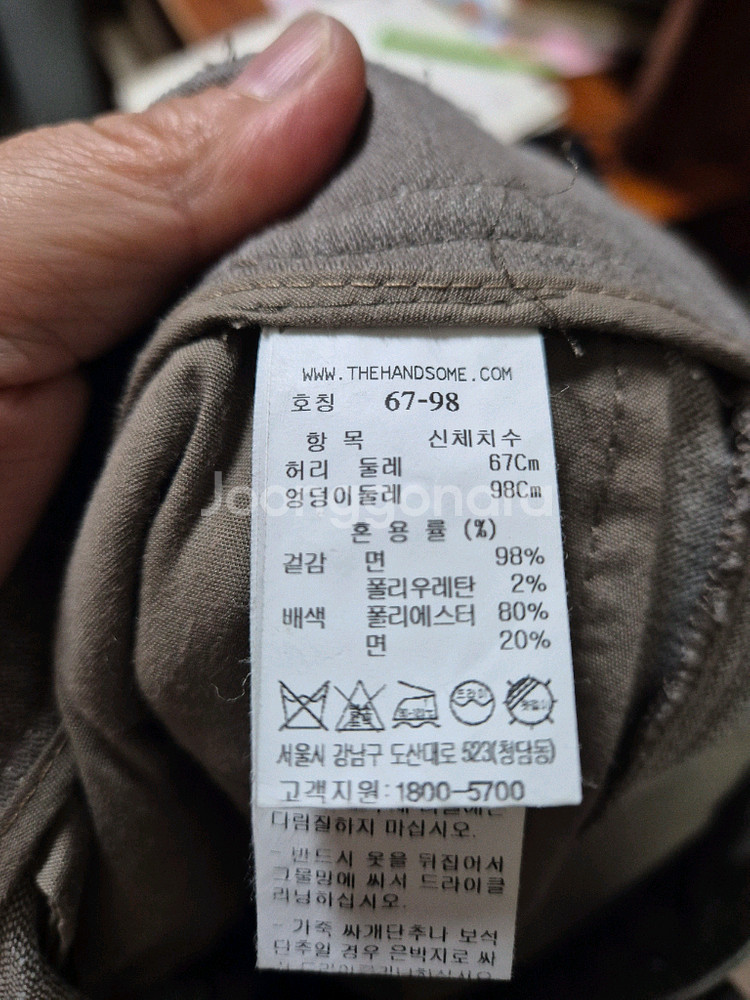 WWW.THEHANDSOME.COM
호칭 67-98
항 목 신체치수
허리 둘레 67Cm
엉덩이둘레 98Cm
Joonggonara
혼 용 률 (%)
겉감 면 98%
폴리우레탄 2%
배색 폴리에스터 80%
면 20%
드라이
서울시 강남구 도산대로 523(청담동)
고객지원:1800-5700
다림질하지 마십시오.
- 반드시 옷을 뒤집어서
그물망에 써서 드라이클
리닝하십시오.
- 가죽 싸개단추나 보석
단추일 경우 은박지로 싸